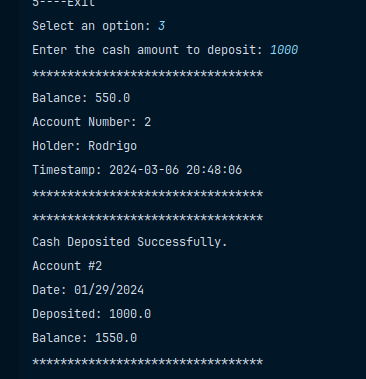 5----Exit
Select an option: 3
Enter the cash amount to deposit: 1000
*********************************
Balance: 550.0
Account Number: 2
Holder: Rodrigo
Timestamp: 2024-03-06 20:48:06
*********************************
*********************************
Cash Deposited Successfully.
Account #2
Date: 01/29/2024
Deposited: 1000.0
Balance: 1550.0
*********************************